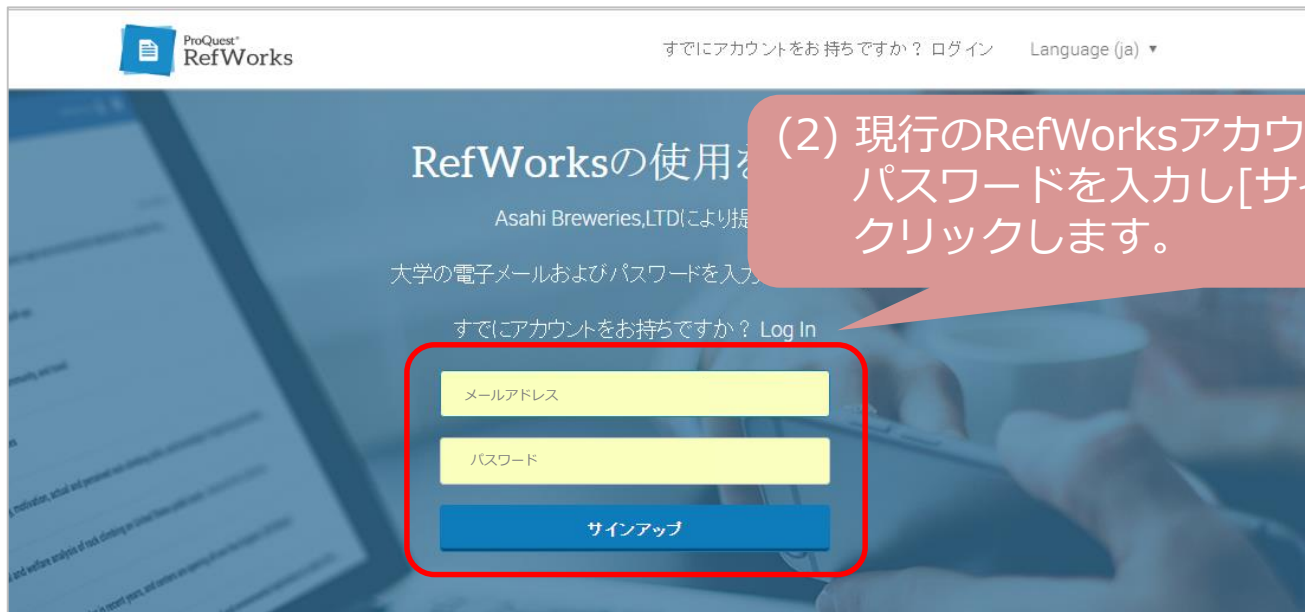 ProQuest®
RefWorks
すでにアカウントをお持ちですか？ ログイン
Language (ja) ▼
RefWorksの使用を
(2) 現行のRefWorksアカウ
パスワードを入力し[サイ
クリックします。
Asahi Breweries,LTDにより提
大学の電子メールおよびパスワードを入力
すでにアカウントをお持ちですか？ Log In
メールアドレス
パスワード
サインアップ